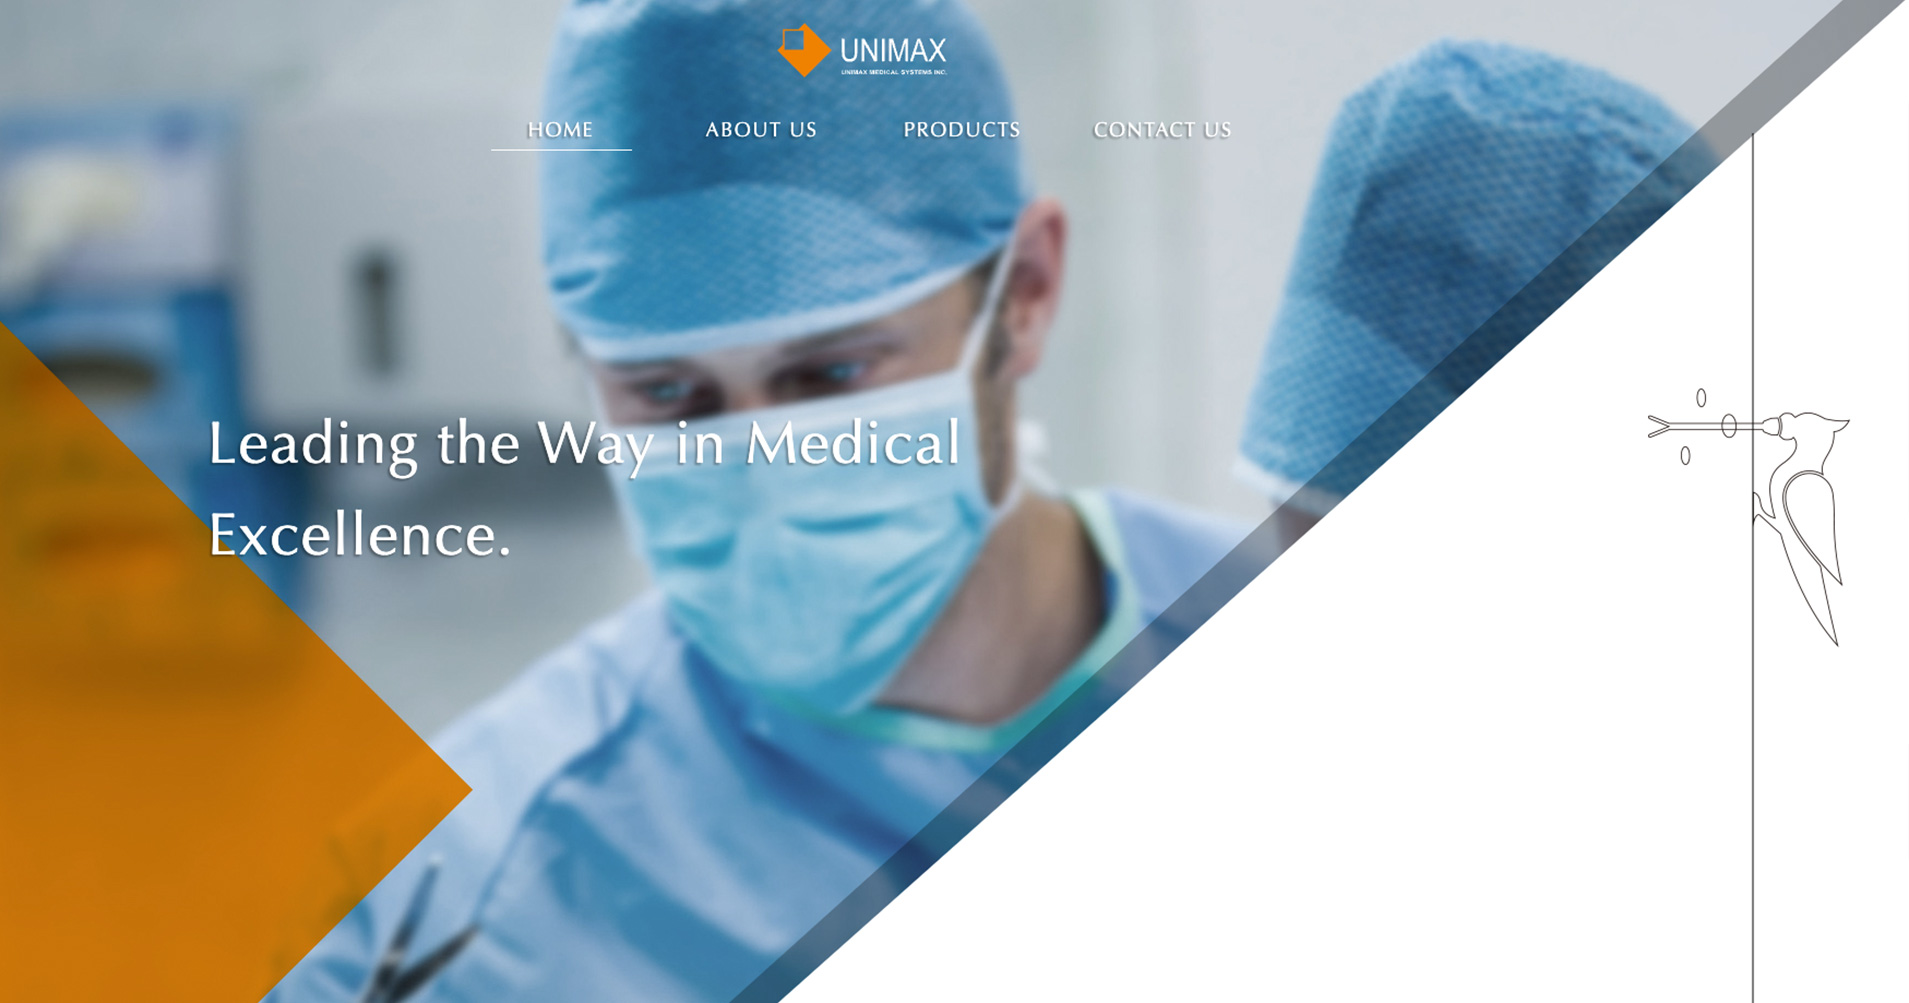 UNIMAX
UNIMAX MEDICAL SYSTEMS INC.
HOME ABOUT US PRODUCTS CONTACT US
Leading the Way in Medical
Excellence.